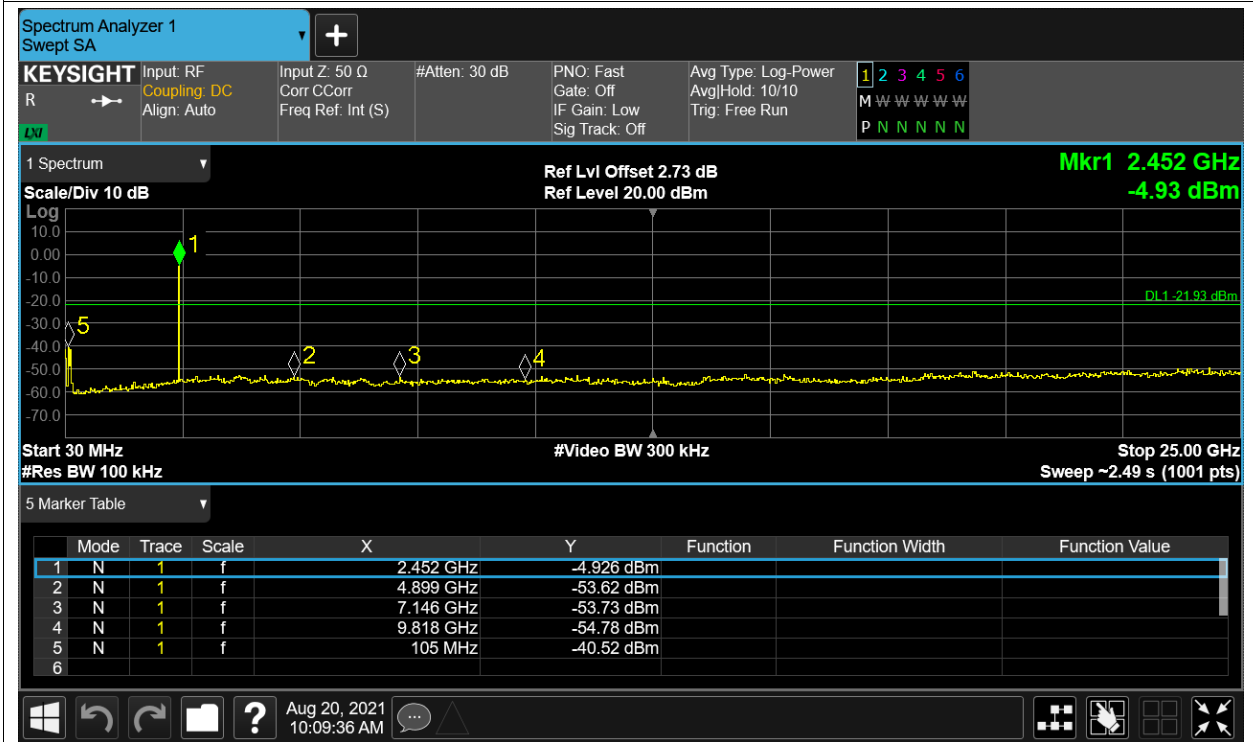 Spectrum Analyzer 1
Swept SA
KEYSIGHT Input: RF Input Z: 50 Ω #Atten: 30 dB PNO: Fast Avg Type: Log-Power 1 2 3 4 5 6
R Coupling: DC Corr CCorr Gate: Off Avg|Hold: 10/10 M W W W W W W
Align: Auto Freq Ref: Int (S) IF Gain: Low Trig: Free Run
LXI Sig Track: Off P N N N N N N
1 Spectrum Ref Lvl Offset 2.73 dB Mkr1 2.452 GHz
Scale/Div 10 dB Ref Level 20.00 dBm -4.93 dBm
Log
10.0
1
0.00
-10.0
-20.0 DL1 -21.93 dBm
-30.0 5
-40.0
2 3 4
-50.0
-60.0
-70.0
Start 30 MHz #Video BW 300 kHz Stop 25.00 GHz
#Res BW 100 kHz Sweep ~2.49 s (1001 pts)
5 Marker Table
Mode Trace Scale X Y Function Function Width Function Value
1 N 1 f 2.452 GHz -4.926 dBm
2 N 1 f 4.899 GHz -53.62 dBm
3 N 1 f 7.146 GHz -53.73 dBm
4 N 1 f 9.818 GHz -54.78 dBm
5 N 1 f 105 MHz -40.52 dBm
6
? Aug 20, 2021
10:09:36 AM